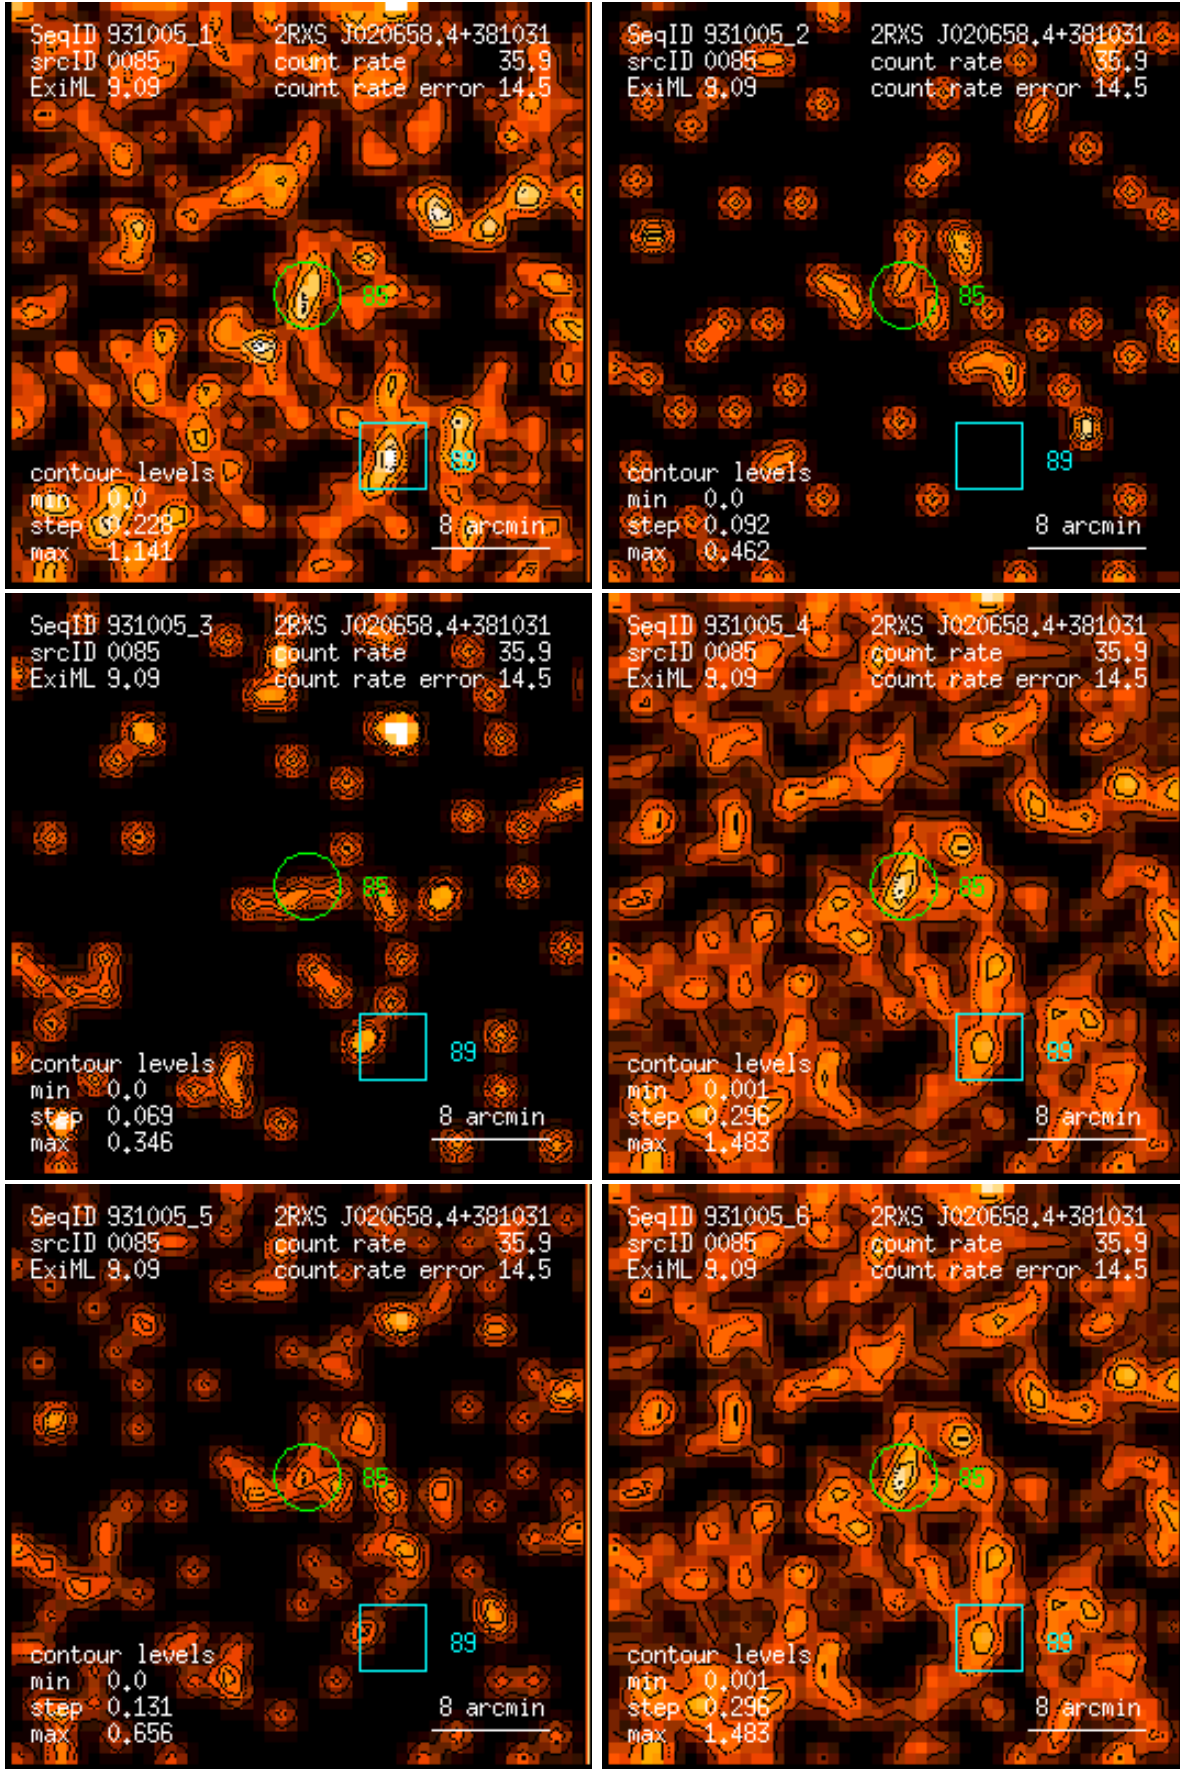 SeqID 931005_1 2RXS J020658.4+381031
srcID 0085 count rate 35.9
ExiML 9.09 count rate error 14.5
85
89
contour levels
min 0.0
step 0.228
max 1.141
8 arcmin
SeqID 931005_2 2RXS J020658.4+381031
srcID 0085 count rate 35.9
ExiML 9.09 count rate error 14.5
85
89
contour levels
min 0.0
step 0.092
max 0.462
8 arcmin
SeqID 931005_3 2RXS J020658.4+381031
srcID 0085 count rate 35.9
ExiML 9.09 count rate error 14.5
85
89
contour levels
min 0.0
step 0.069
max 0.346
8 arcmin
SeqID 931005_4 2RXS J020658.4+381031
srcID 0085 count rate 35.9
ExiML 9.09 count rate error 14.5
85
89
contour levels
min 0.001
step 0.296
max 1.483
8 arcmin
SeqID 931005_5 2RXS J020658.4+381031
srcID 0085 count rate 35.9
ExiML 9.09 count rate error 14.5
85
89
contour levels
min 0.0
step 0.131
max 0.656
8 arcmin
SeqID 931005_6 2RXS J020658.4+381031
srcID 0085 count rate 35.9
ExiML 9.09 count rate error 14.5
85
89
contour levels
min 0.001
step 0.296
max 1.483
8 arcmin